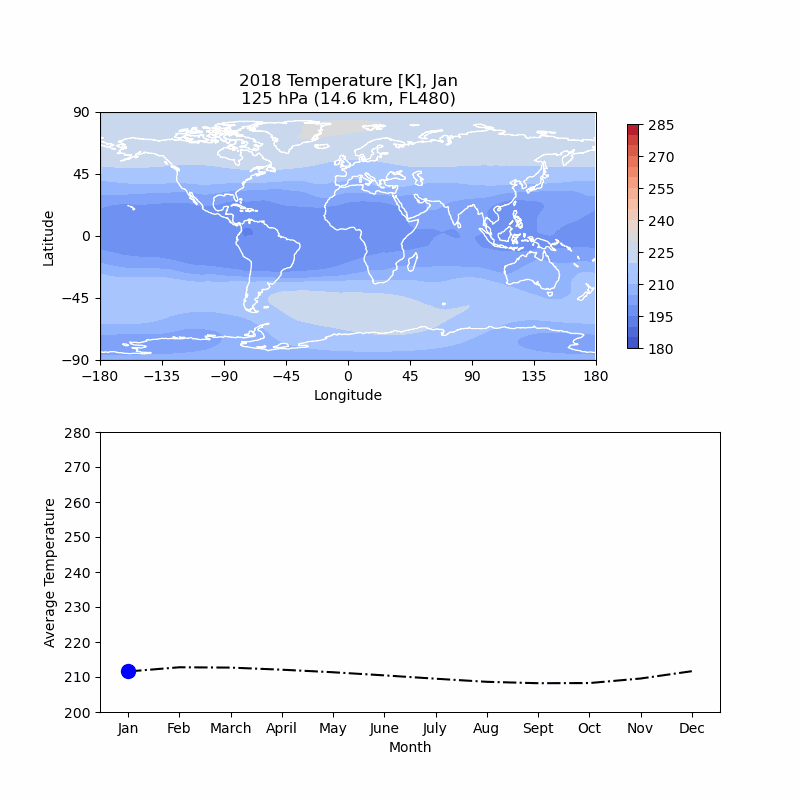 2018 Temperature [K], Jan
125 hPa (14.6 km, FL480)
90
45
0
−45
−90
Latitude
−180 −135 −90 −45 0 45 90 135 180
Longitude
285
270
255
240
225
210
195
180
280
270
260
250
240
230
220
210
200
Average Temperature
Jan Feb March April May June July Aug Sept Oct Nov Dec
Month